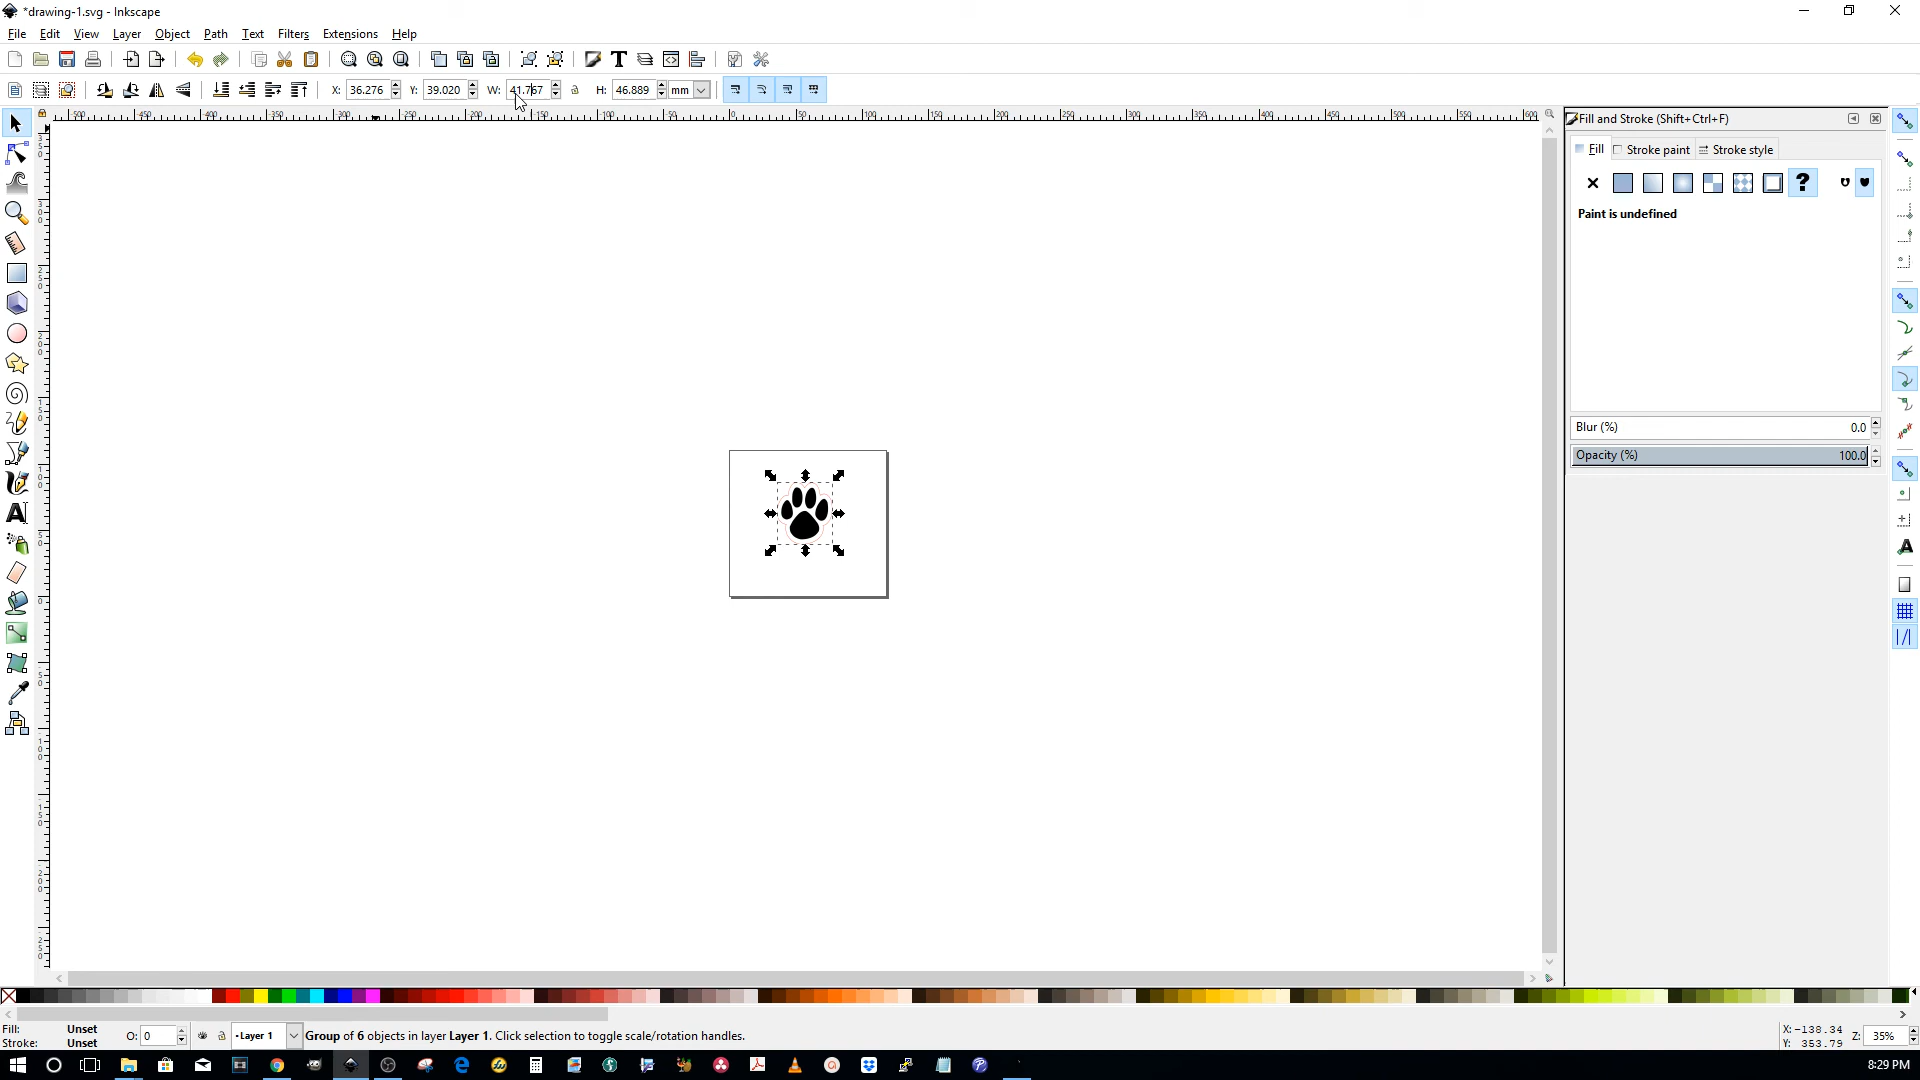 *drawing-1.svg - Inkscape
File Edit View Layer Object Path Text Filters Extensions Help
X: 36.276 Y: 39.020 W: 41.767 H: 46.889 mm
Fill and Stroke (Shift+Ctrl+F)
Fill Stroke paint Stroke style
?
Paint is undefined
Blur (%) 0.0
Opacity (%) 100.0
Fill: Unset
Stroke: Unset
O: 0
-Layer 1
Group of 6 objects in layer Layer 1. Click selection to toggle scale/rotation handles.
X: -138.34
Y: 353.79
Z: 35%
8:29 PM